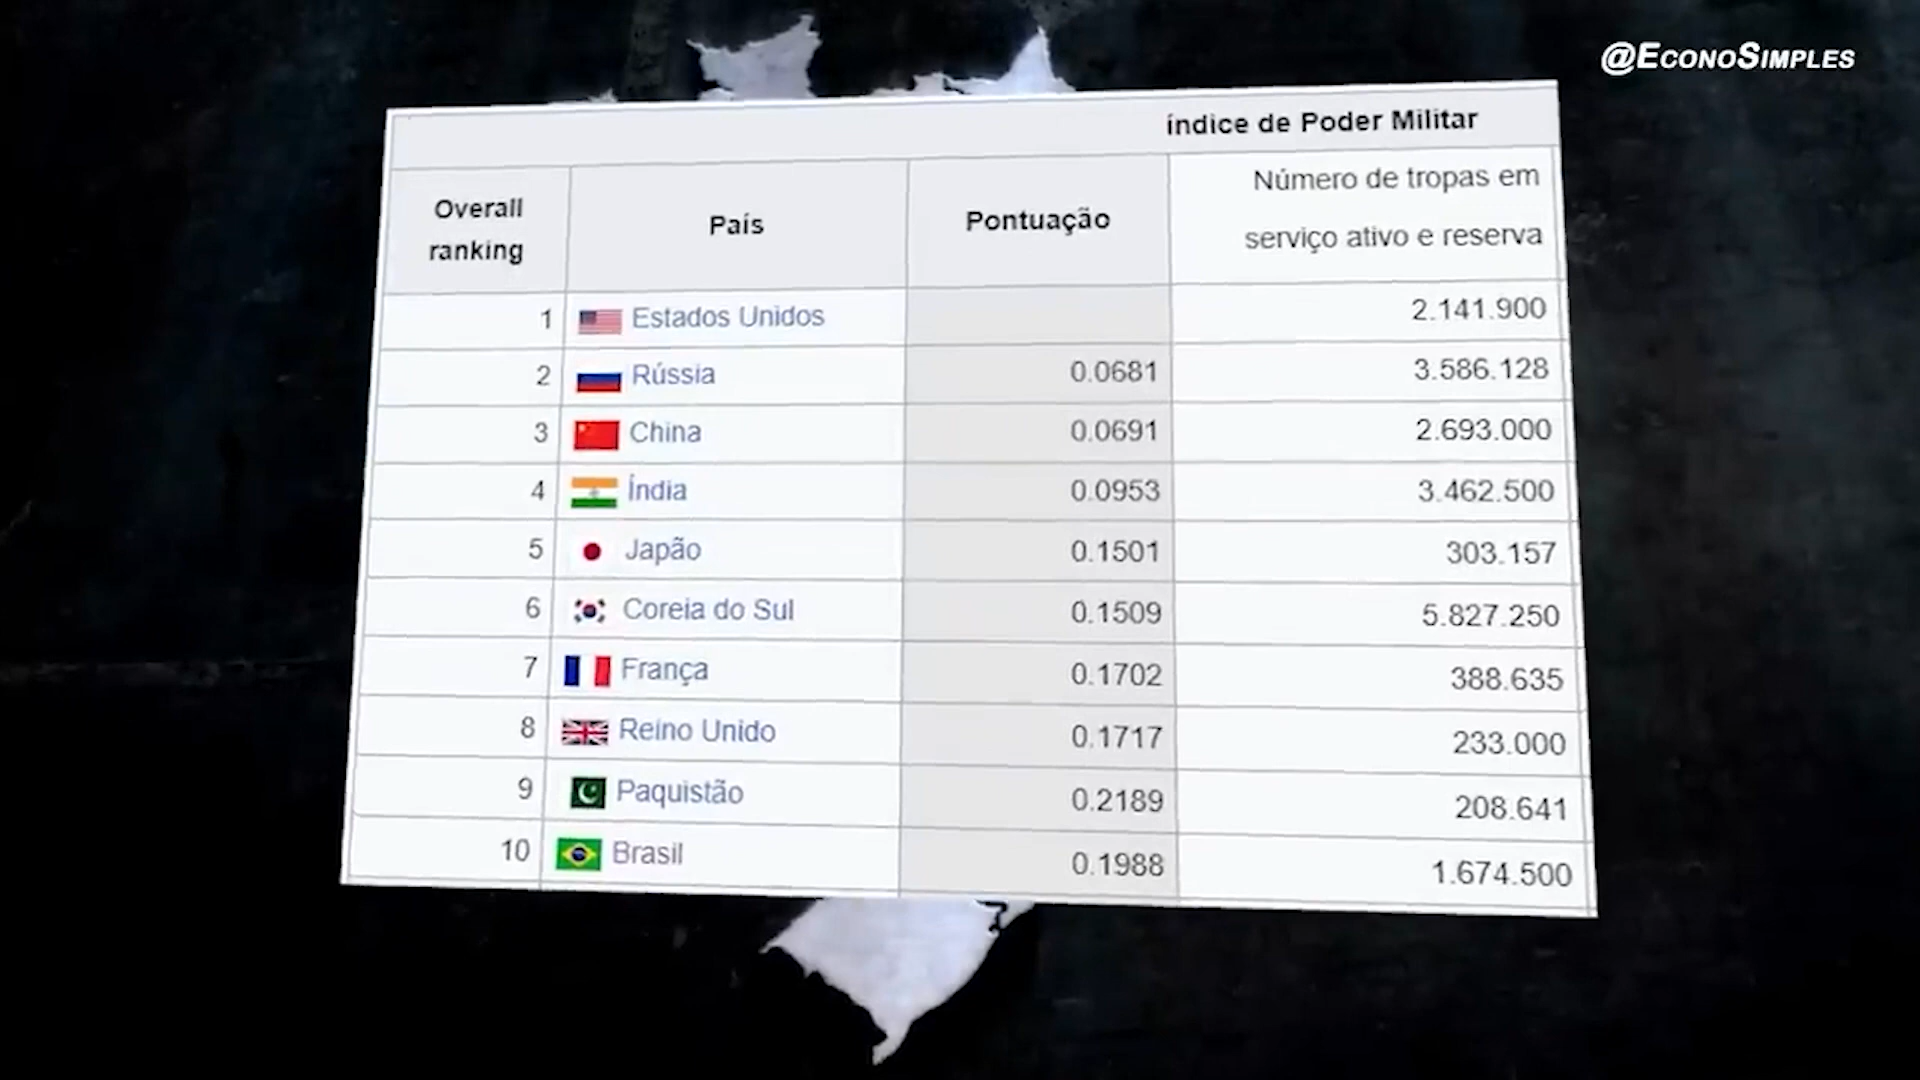 @EconoSimples
índice de Poder Militar
Overall ranking País Pontuação Número de tropas em serviço ativo e reserva
1 Estados Unidos 2.141.900
2 Rússia 0.0681 3.586.128
3 China 0.0691 2.693.000
4 Índia 0.0953 3.462.500
5 Japão 0.1501 303.157
6 Coreia do Sul 0.1509 5.827.250
7 França 0.1702 388.635
8 Reino Unido 0.1717 233.000
9 Paquistão 0.2189 208.641
10 Brasil 0.1988 1.674.500